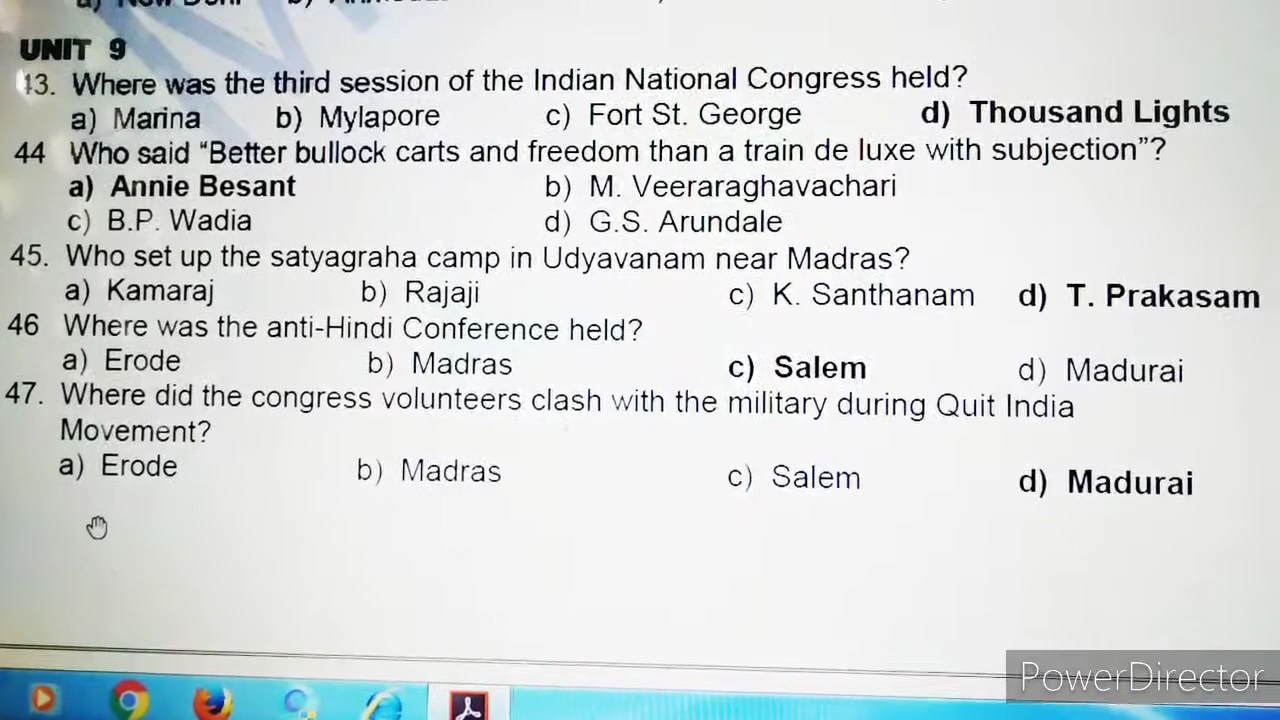 UNIT 9
43. Where was the third session of the Indian National Congress held?
a) Marina b) Mylapore c) Fort St. George d) Thousand Lights
44 Who said “Better bullock carts and freedom than a train de luxe with subjection”?
a) Annie Besant b) M. Veeraraghavachari
c) B.P. Wadia d) G.S. Arundale
45. Who set up the satyagraha camp in Udyavanam near Madras?
a) Kamaraj b) Rajaji c) K. Santhanam d) T. Prakasam
46 Where was the anti-Hindi Conference held?
a) Erode b) Madras c) Salem d) Madurai
47. Where did the congress volunteers clash with the military during Quit India
Movement?
a) Erode b) Madras c) Salem d) Madurai
PowerDirector